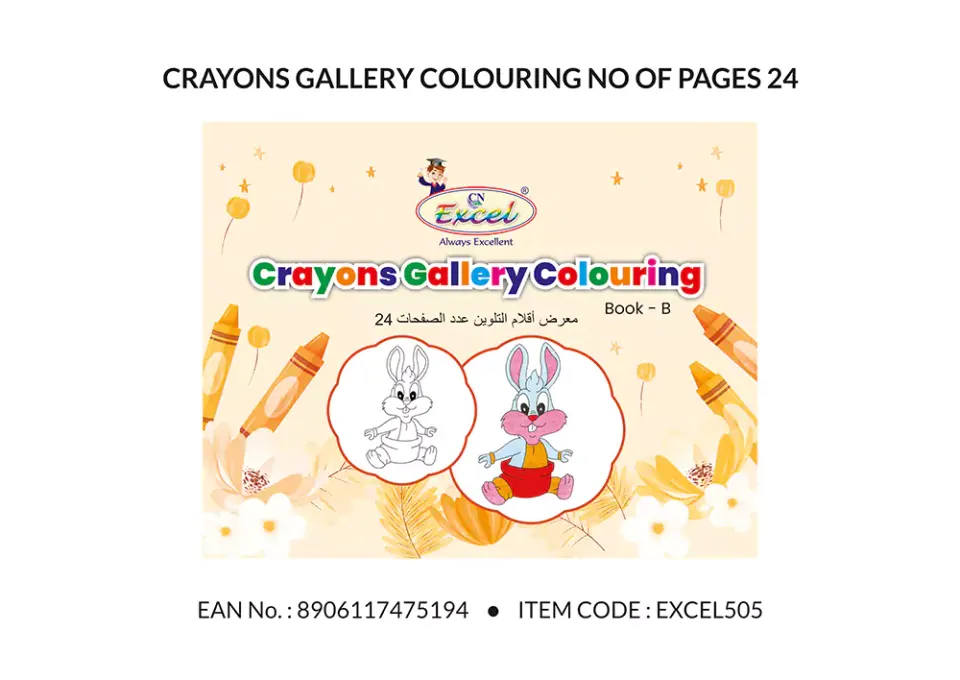 CRAYONS GALLERY COLOURING NO OF PAGES 24
®
CN
Excel
Always Excellent
Crayons Gallery Colouring
Book - B
معرض أقلام التلوين عدد الصفحات 24
EAN No. : 8906117475194 ● ITEM CODE : EXCEL505